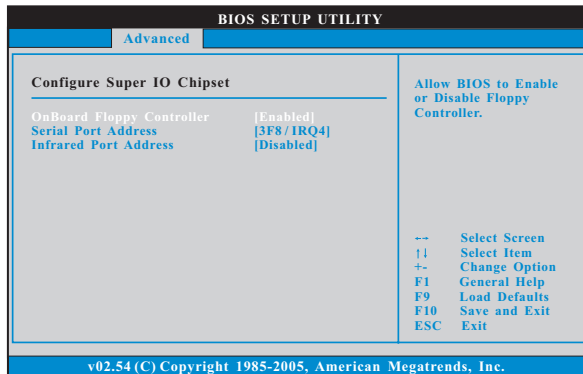 BIOS SETUP UTILITY
Advanced
Configure Super IO Chipset
OnBoard Floppy Controller [Enabled]
Serial Port Address [3F8 / IRQ4]
Infrared Port Address [Disabled]
Allow BIOS to Enable
or Disable Floppy
Controller.
←→ Select Screen
↑↓ Select Item
+- Change Option
F1 General Help
F9 Load Defaults
F10 Save and Exit
ESC Exit
v02.54 (C) Copyright 1985-2005, American Megatrends, Inc.